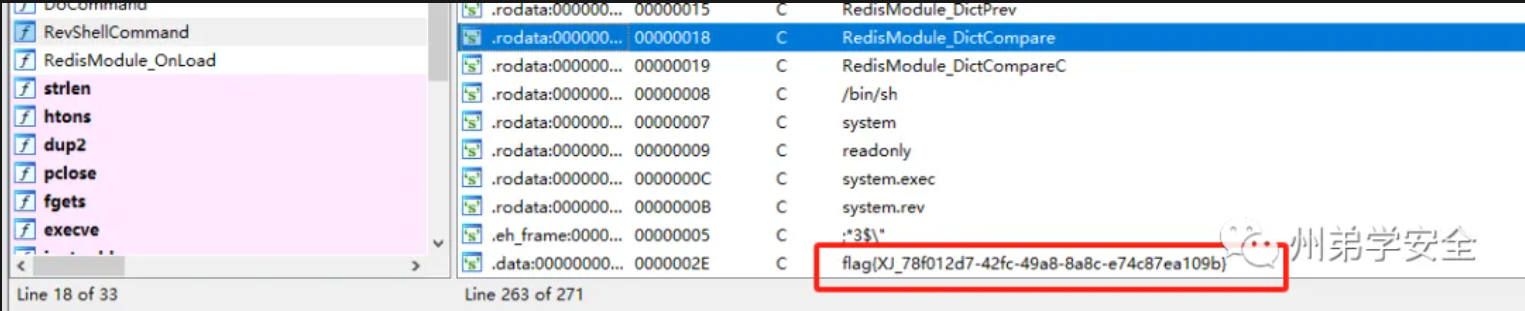 DoCommand
RevShellCommand
RedisModule_OnLoad
strlen
htons
dup2
pclose
fgets
execve
Line 18 of 33
.rodata:000000... 00000015 C RedisModule_DictPrev
.rodata:000000... 00000018 C RedisModule_DictCompare
.rodata:000000... 00000019 C RedisModule_DictCompareC
.rodata:000000... 00000008 C /bin/sh
.rodata:000000... 00000007 C system
.rodata:000000... 00000009 C readonly
.rodata:000000... 0000000C C system.exec
.rodata:000000... 0000000B C system.rev
.eh_frame:0000... 00000005 C ;*3$\"
.data:00000000... 0000002E C flag{XJ_78f012d7-42fc-49a8-8a8c-e74c87ea109b}
Line 263 of 271
州弟学安全